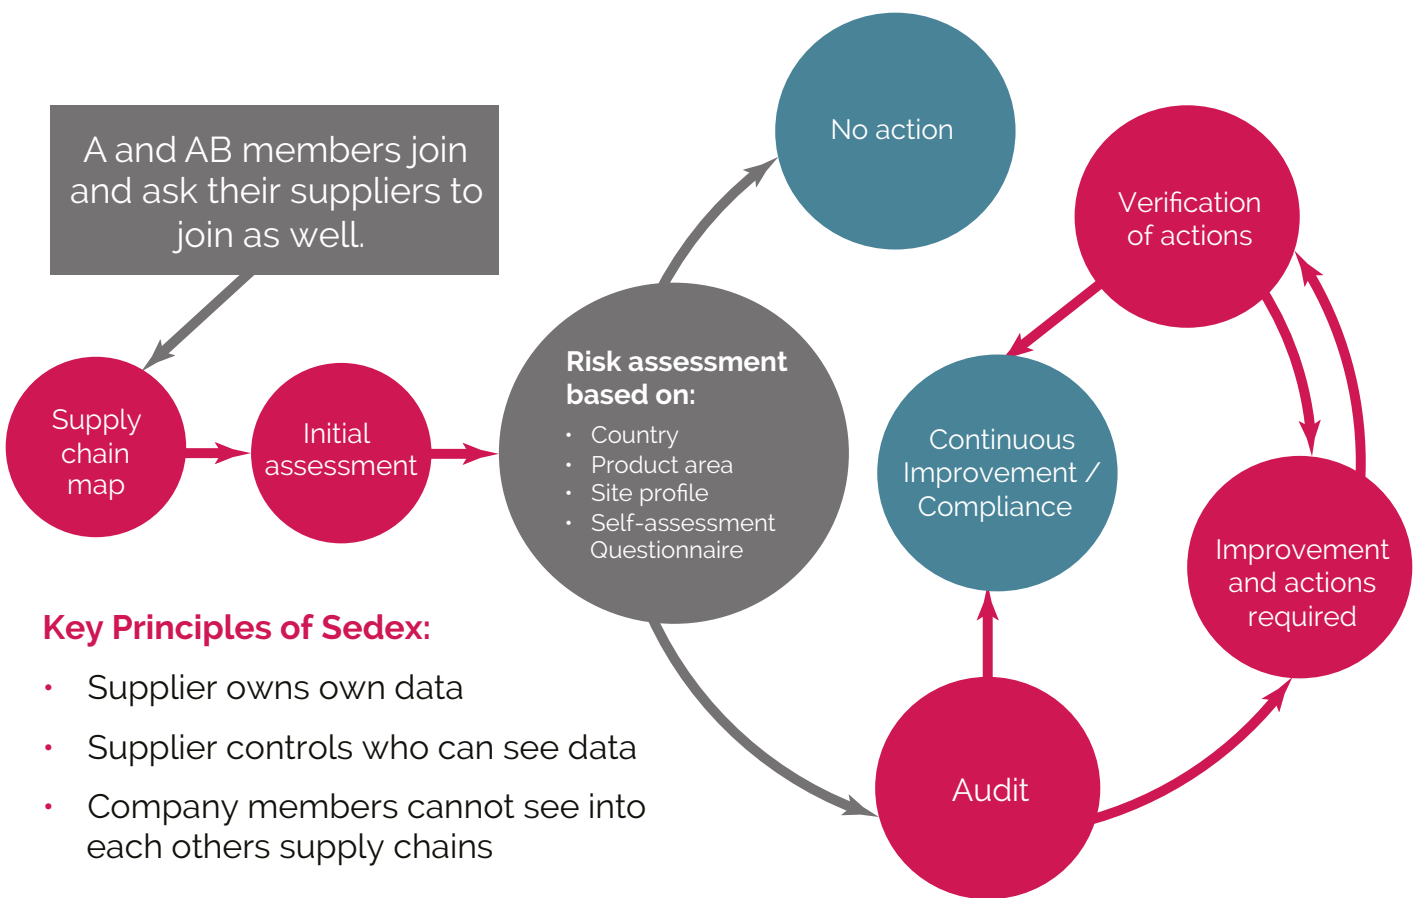 A and AB members join
and ask their suppliers to
join as well.
Supply
chain
map
Initial
assessment
Risk assessment
based on:
• Country
• Product area
• Site profile
• Self-assessment
Questionnaire
No action
Verification
of actions
Continuous
Improvement /
Compliance
Improvement
and actions
required
Audit
Key Principles of Sedex:
• Supplier owns own data
• Supplier controls who can see data
• Company members cannot see into
each others supply chains